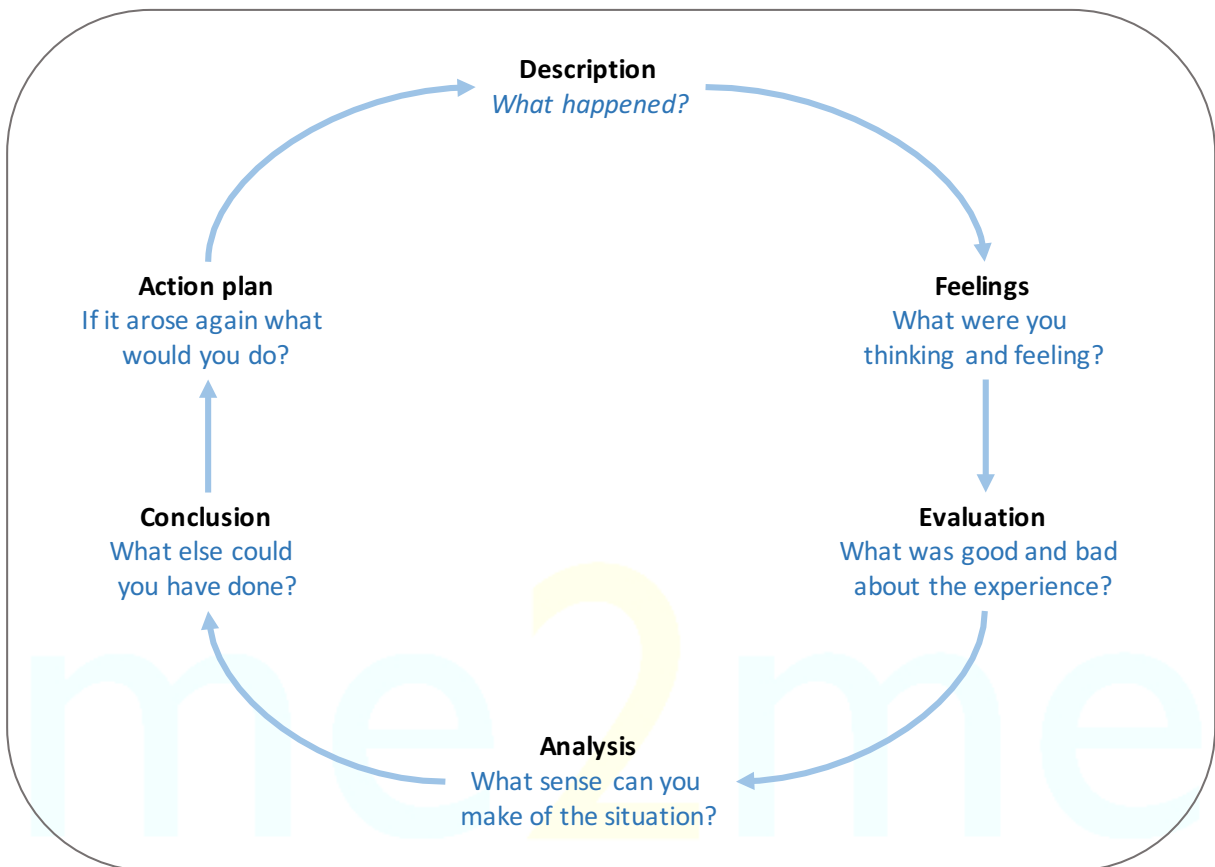 Description
What happened?
Feelings
What were you
thinking and feeling?
Evaluation
What was good and bad
about the experience?
Analysis
What sense can you
make of the situation?
Conclusion
What else could
you have done?
Action plan
If it arose again what
would you do?
me2me